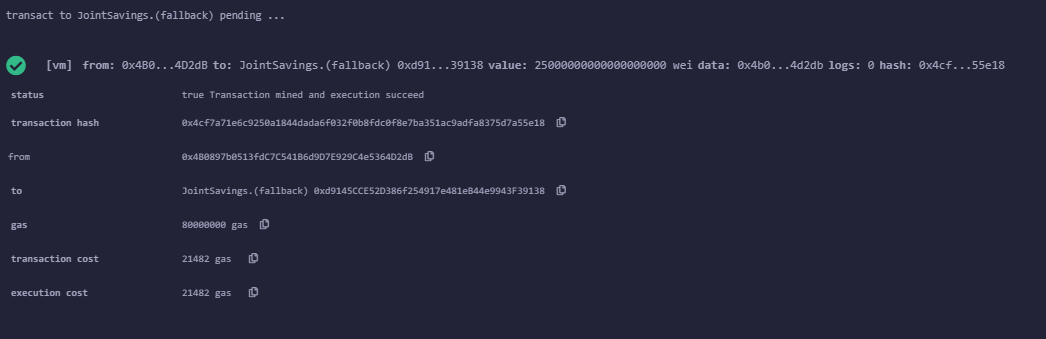 transact to JointSavings.(fallback) pending ...
[vm] from: 0x4B0...4D2dB to: JointSavings.(fallback) 0xd91...39138 value: 25000000000000000000 wei data: 0x4b0...4d2db logs: 0 hash: 0x4cf...55e18
status true Transaction mined and execution succeed
transaction hash 0x4cf7a71e6c9250a1844dada6f032f0b8fdc0f8e7ba351ac9adfa8375d7a55e18
from 0x4B0897b0513fdC7C541B6d9D7E929C4e5364D2dB
to JointSavings.(fallback) 0xd9145CCE52D386f254917e481eB44e9943F39138
gas 80000000 gas
transaction cost 21482 gas
execution cost 21482 gas